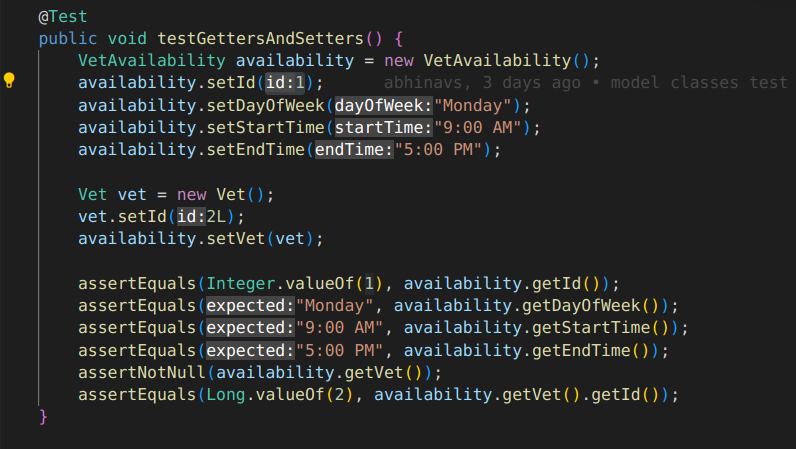 @Test
public void testGettersAndSetters() {
VetAvailability availability = new VetAvailability();
availability.setId(id:1); abhinavs, 3 days ago • model classes test
availability.setDayOfWeek(dayOfWeek:"Monday");
availability.setStartTime(startTime:"9:00 AM");
availability.setEndTime(endTime:"5:00 PM");
Vet vet = new Vet();
vet.setId(id:2L);
availability.setVet(vet);
assertEquals(Integer.valueOf(1), availability.getId());
assertEquals(expected:"Monday", availability.getDayOfWeek());
assertEquals(expected:"9:00 AM", availability.getStartTime());
assertEquals(expected:"5:00 PM", availability.getEndTime());
assertNotNull(availability.getVet());
assertEquals(Long.valueOf(2), availability.getVet().getId());
}